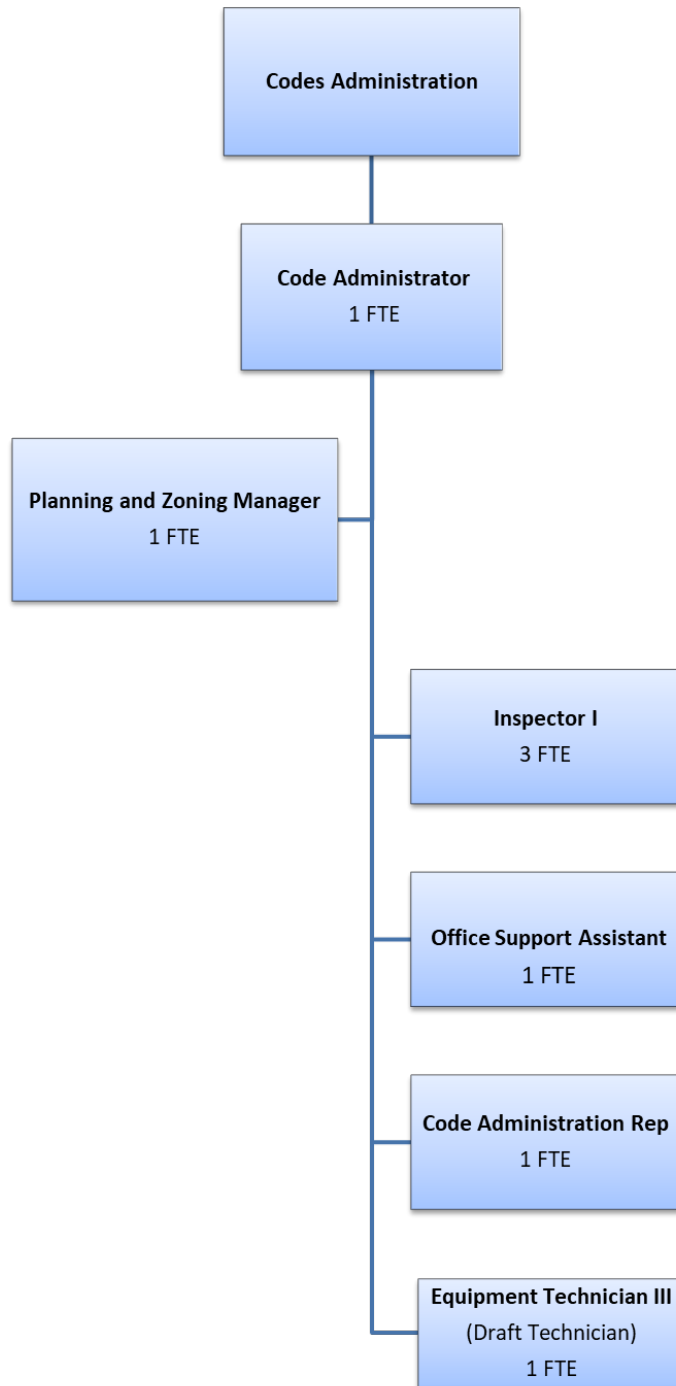 Codes Administration
Code Administrator
1 FTE
Planning and Zoning Manager
1 FTE
Inspector I
3 FTE
Office Support Assistant
1 FTE
Code Administration Rep
1 FTE
Equipment Technician III
(Draft Technician)
1 FTE